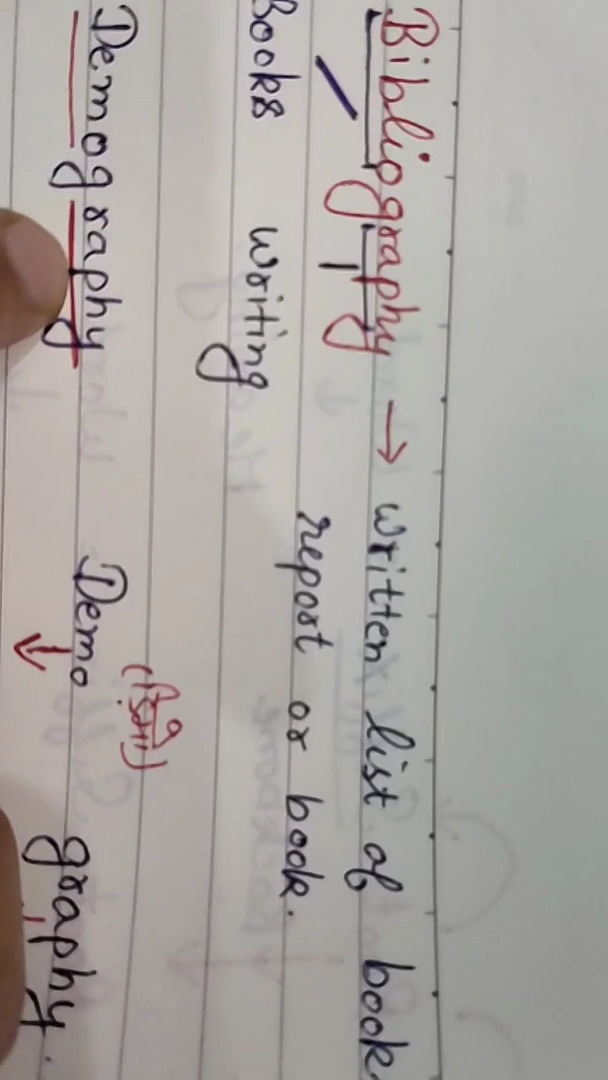 Bibliography → written list of book
report or book.
Books writing
Demography Demo graphy.